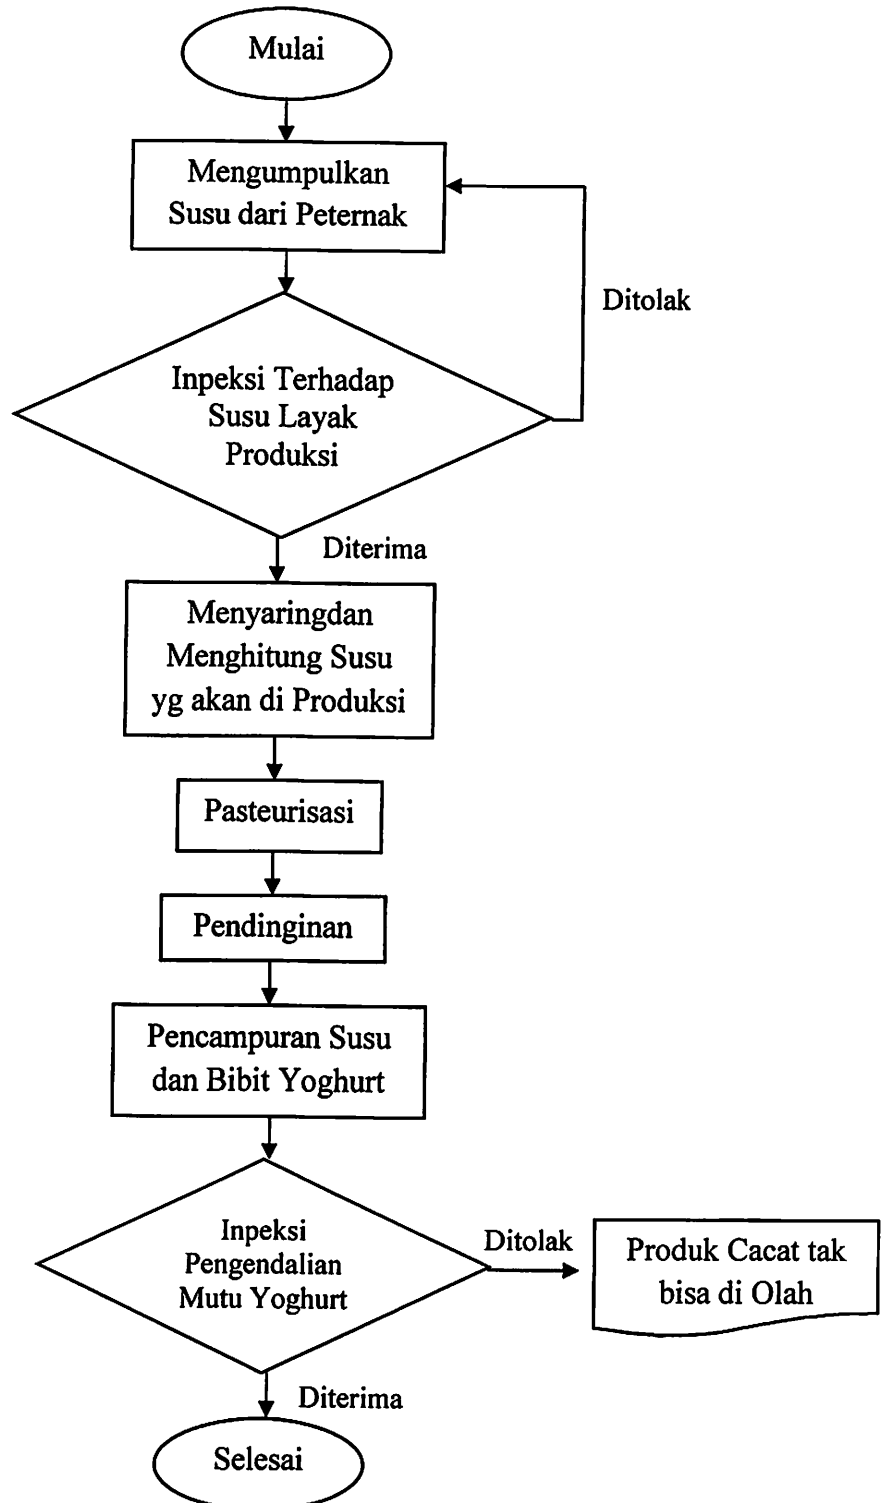 Mulai
Mengumpulkan
Susu dari Peternak
Ditolak
Inpeksi Terhadap
Susu Layak
Produksi
Diterima
Menyaringdan
Menghitung Susu
yg akan di Produksi
Pasteurisasi
Pendinginan
Pencampuran Susu
dan Bibit Yoghurt
Inpeksi
Pengendalian
Mutu Yoghurt
Ditolak
Produk Cacat tak
bisa di Olah
Diterima
Selesai